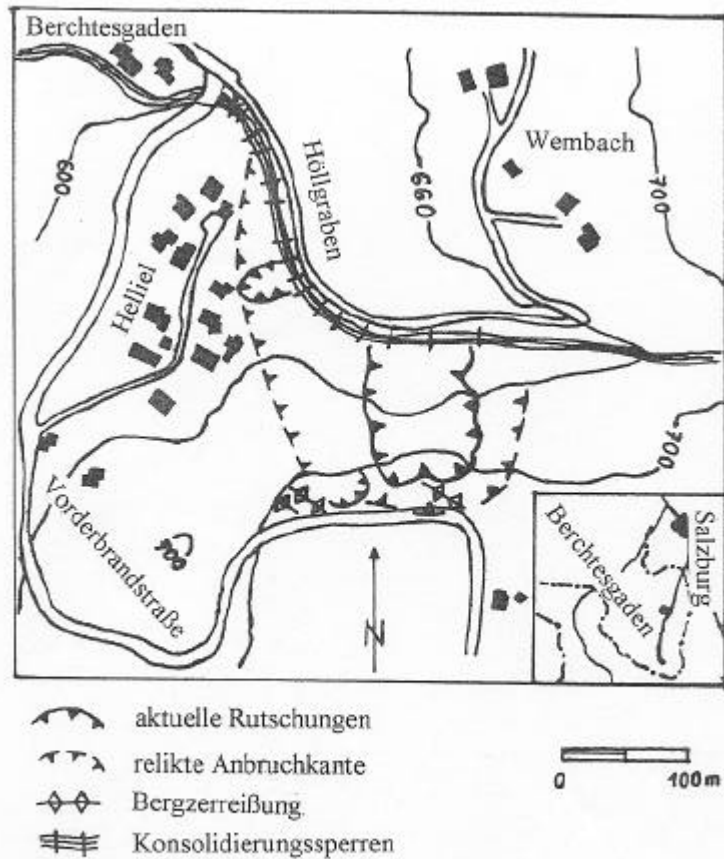 Berchtesgaden
600
Höllgraben
660
Wembach
700
Helliel
Vorderbrandstraße
700
700
N
Berchtesgaden
Salzburg
aktuelle Rutschungen
relikte Anbruchkante
Bergzerreißung
Konsolidierungssperren
0 100m